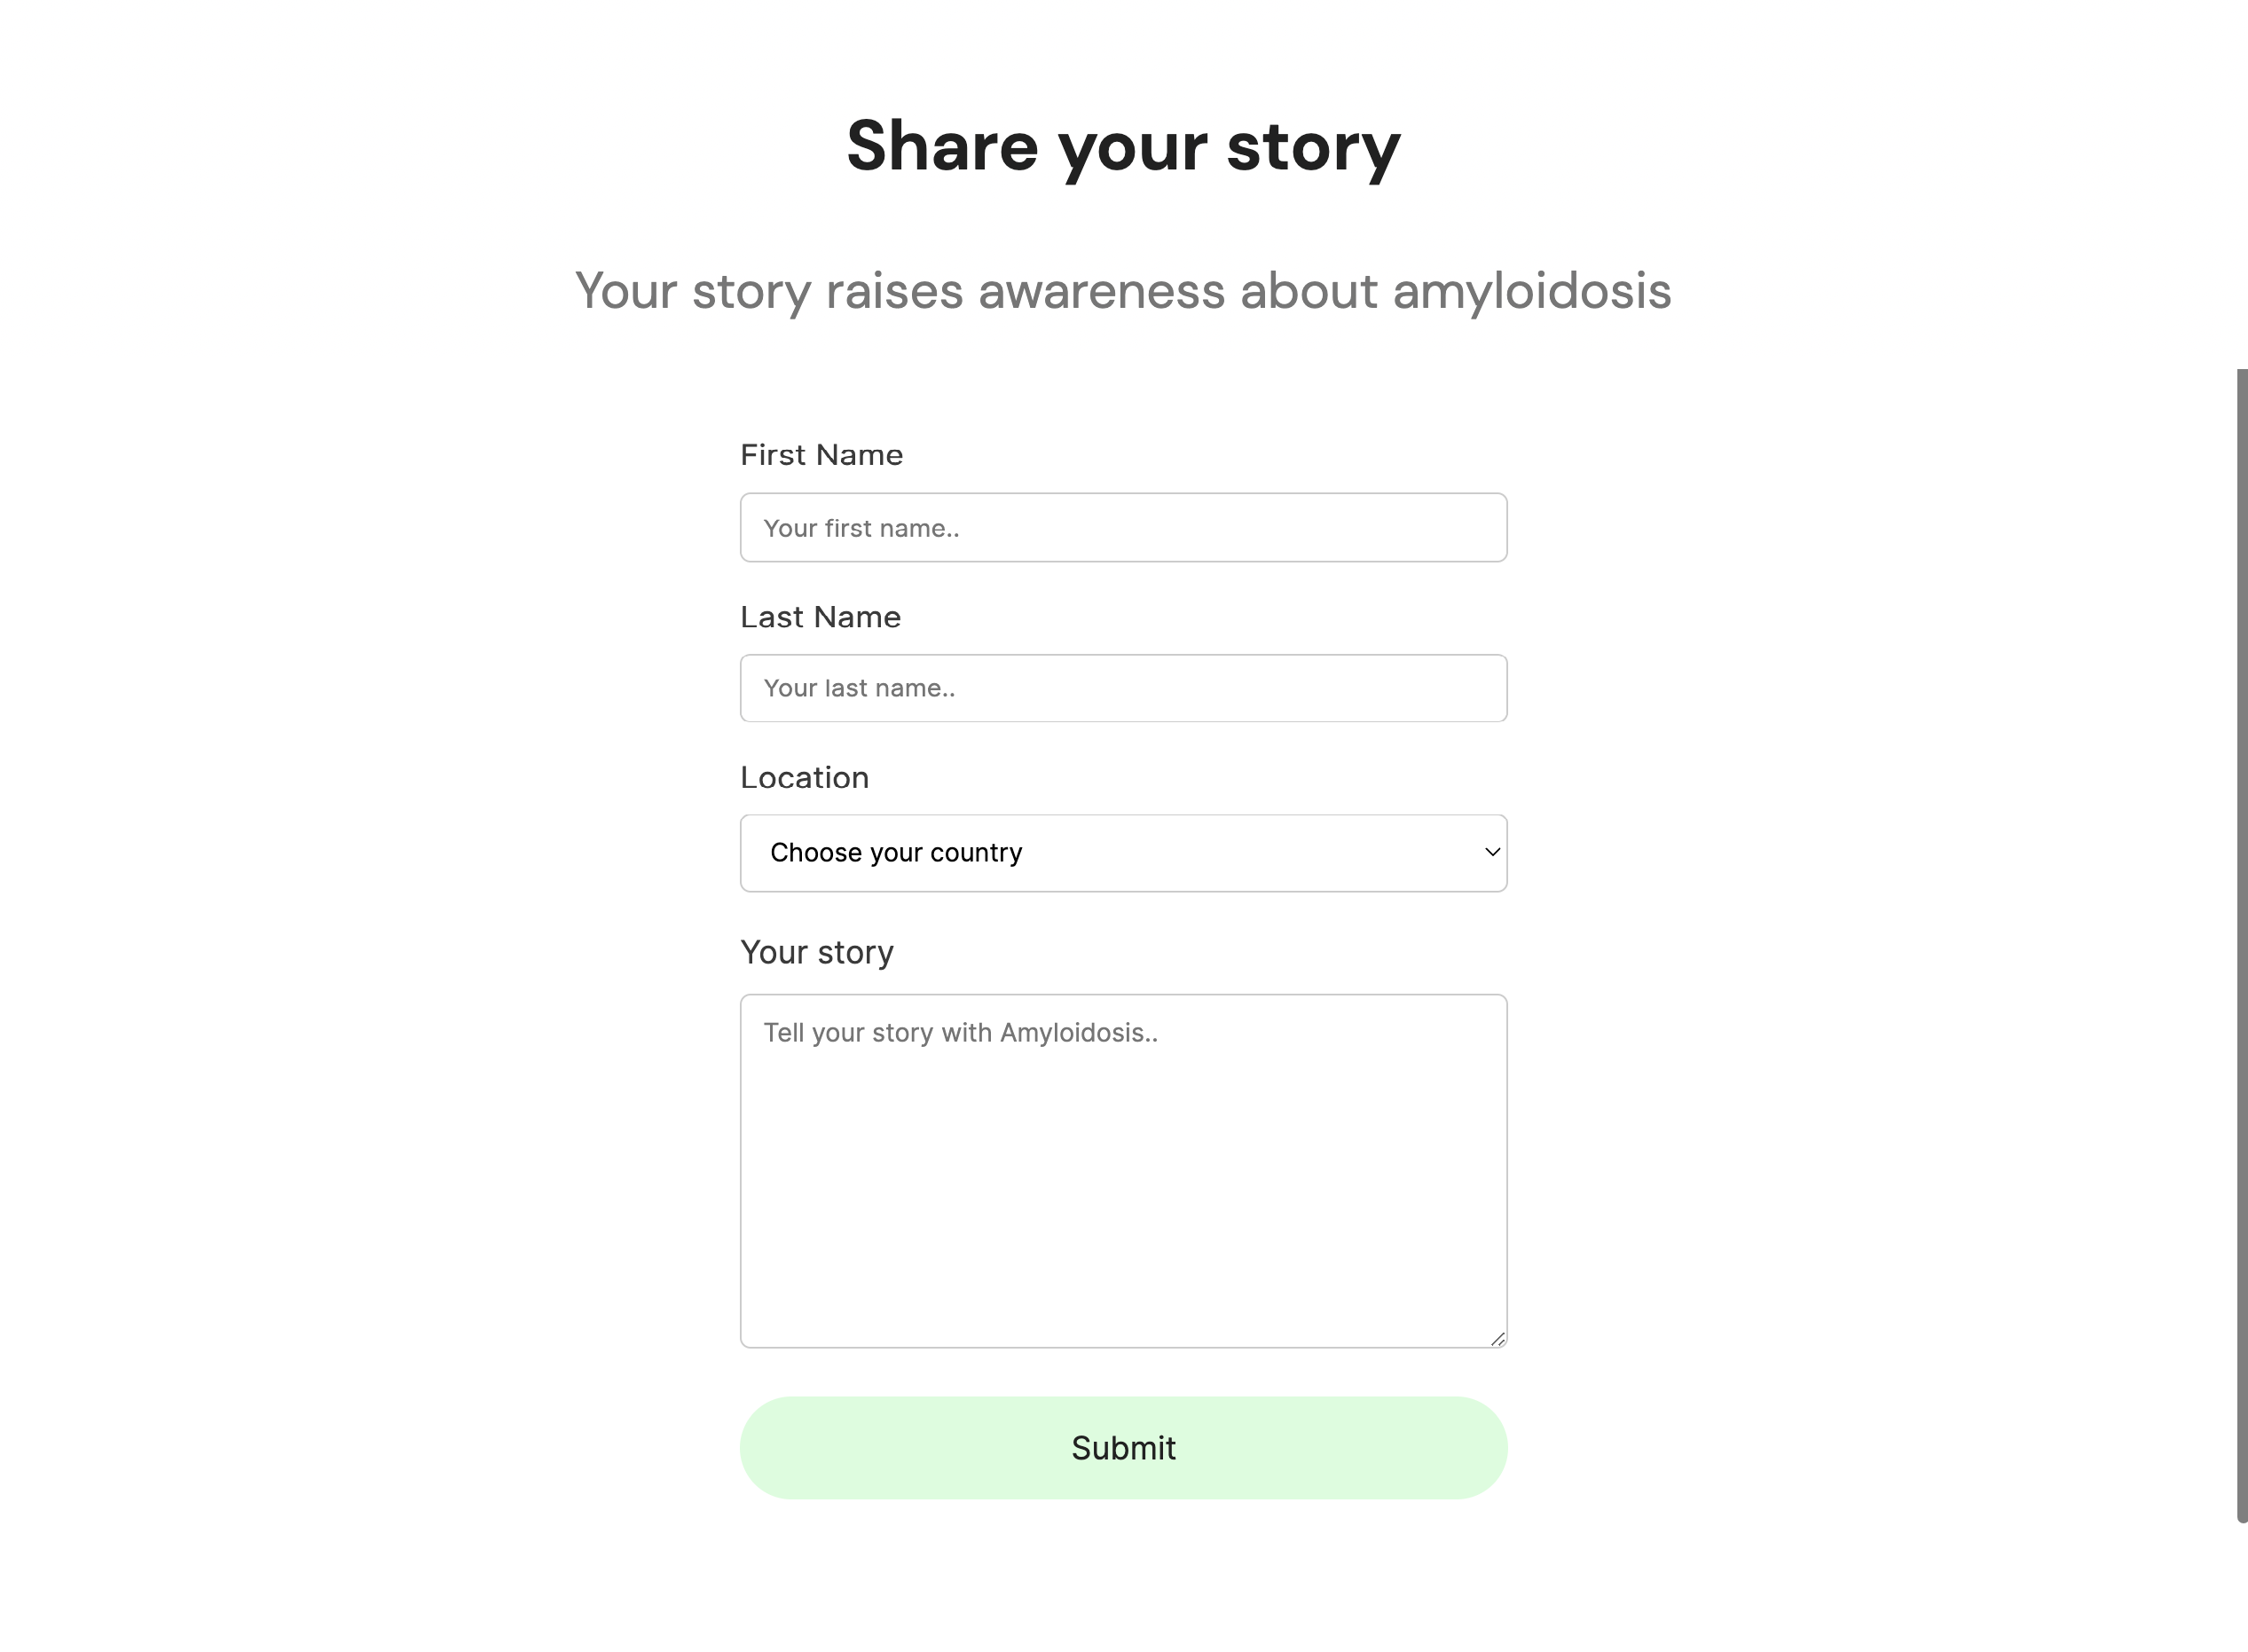 Share your story
Your story raises awareness about amyloidosis
First Name
Your first name..
Last Name
Your last name..
Location
Choose your country
Your story
Tell your story with Amyloidosis..
Submit